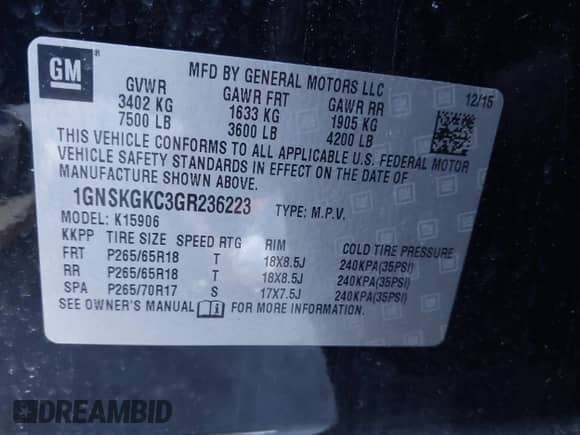 GM ®
MFD BY GENERAL MOTORS LLC
GVWR GAWR FRT GAWR RR 12/15
3402 KG 1633 KG 1905 KG
7500 LB 3600 LB 4200 LB
THIS VEHICLE CONFORMS TO ALL APPLICABLE U.S. FEDERAL MOTOR
VEHICLE SAFETY STANDARDS IN EFFECT ON THE DATE OF
MANUFACTURE SHOWN ABOVE.
1GNSKGKC3GR236223 TYPE: M.P.V.
MODEL: K15906
KKPP TIRE SIZE SPEED RTG RIM COLD TIRE PRESSURE
FRT P265/65R18 T 18X8.5J 240KPA(35PSI)
RR P265/65R18 T 18X8.5J 240KPA(35PSI)
SPA P265/70R17 S 17X7.5J 240KPA(35PSI)
SEE OWNER'S MANUAL FOR MORE INFORMATION.
DREAMBID